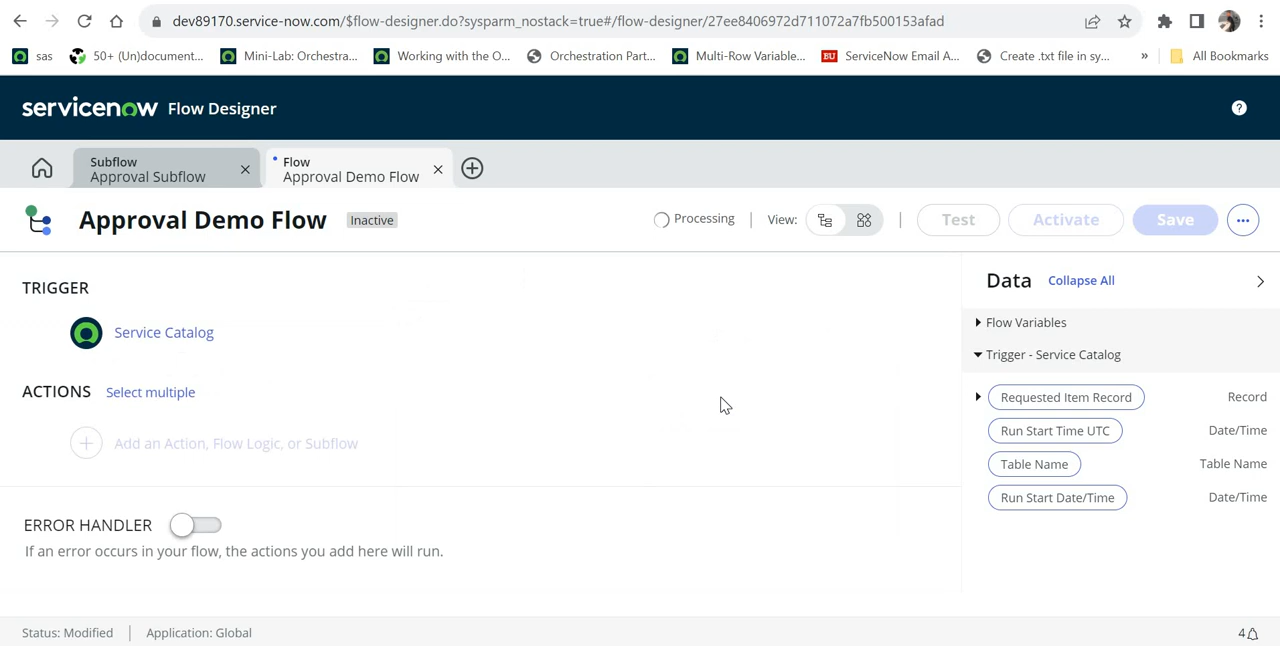 dev89170.service-now.com/$flow-designer.do?sysparm_nostack=true#/flow-designer/27ee8406972d711072a7fb500153afad
sas 50+ (Un)document... Mini-Lab: Orchestra... Working with the O... Orchestration Part... Multi-Row Variable... BU ServiceNow Email A... Create .txt file in sy... » All Bookmarks
servicenow Flow Designer ?
Subflow
Approval Subflow
Flow
Approval Demo Flow
Approval Demo Flow Inactive Processing View: Test Activate Save
TRIGGER
Service Catalog
ACTIONS Select multiple
Add an Action, Flow Logic, or Subflow
ERROR HANDLER
If an error occurs in your flow, the actions you add here will run.
Data Collapse All
Flow Variables
Trigger - Service Catalog
Requested Item Record Record
Run Start Time UTC Date/Time
Table Name Table Name
Run Start Date/Time Date/Time
Status: Modified Application: Global 4